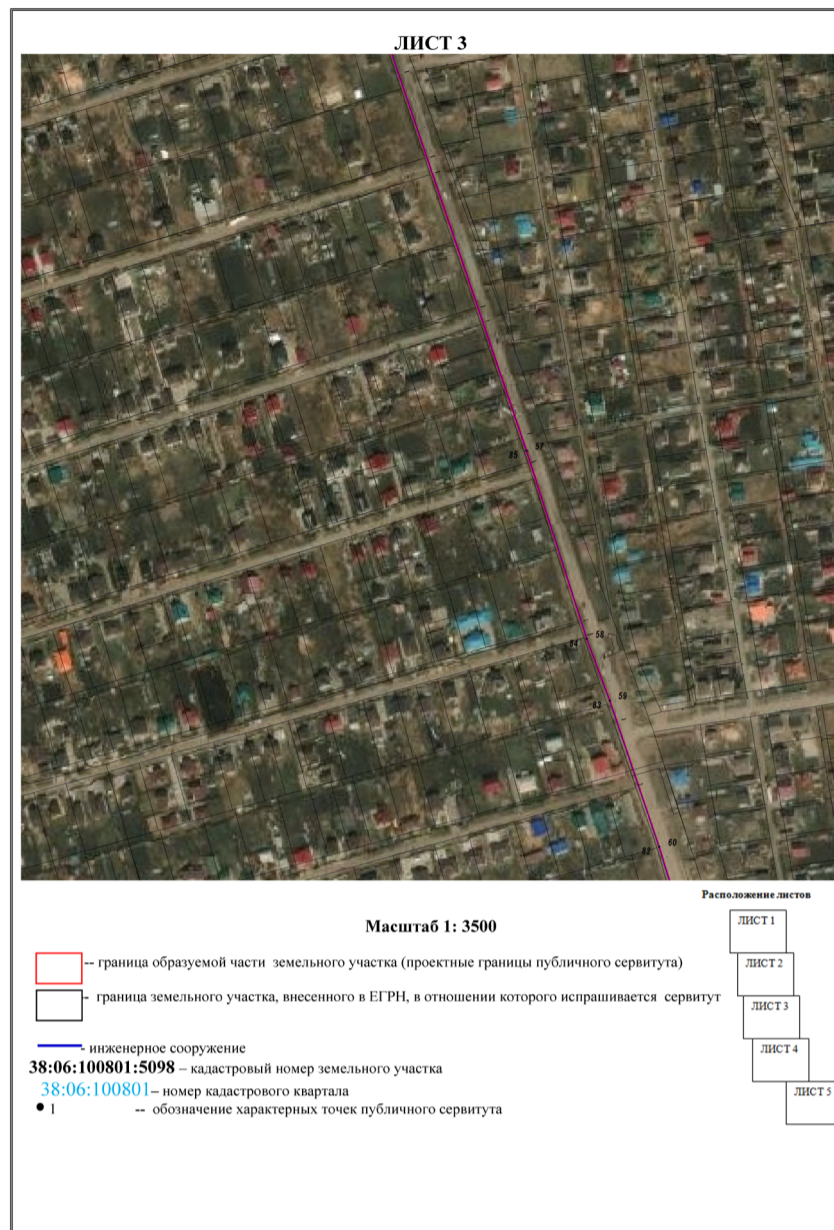 ЛИСТ 3
57
85
58
84
59
83
60
82
Расположение листов
Масштаб 1: 3500
ЛИСТ 1
ЛИСТ 2
ЛИСТ 3
ЛИСТ 4
ЛИСТ 5
-- граница образуемой части земельного участка (проектные границы публичного сервитута)
- граница земельного участка, внесенного в ЕГРН, в отношении которого испрашивается сервитут
- инженерное сооружение
38:06:100801:5098 – кадастровый номер земельного участка
38:06:100801– номер кадастрового квартала
1 -- обозначение характерных точек публичного сервитута